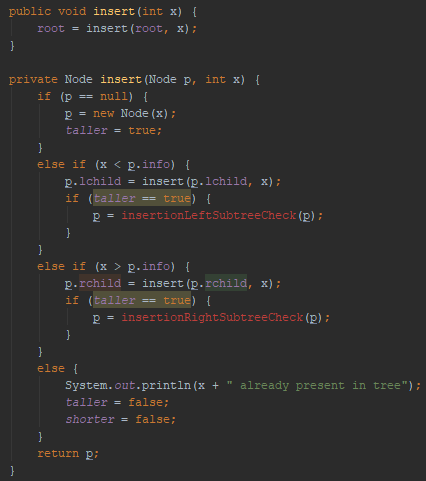 public void insert(int x) {
    root = insert(root, x);
}

private Node insert(Node p, int x) {
    if (p == null) {
        p = new Node(x);
        taller = true;
    }
    else if (x < p.info) {
        p.lchild = insert(p.lchild, x);
        if (taller == true) {
            p = insertionLeftSubtreeCheck(p);
        }
    }
    else if (x > p.info) {
        p.rchild = insert(p.rchild, x);
        if (taller == true) {
            p = insertionRightSubtreeCheck(p);
        }
    }
    else {
        System.out.println(x + " already present in tree");
        taller = false;
        shorter = false;
    }
    return p;
}